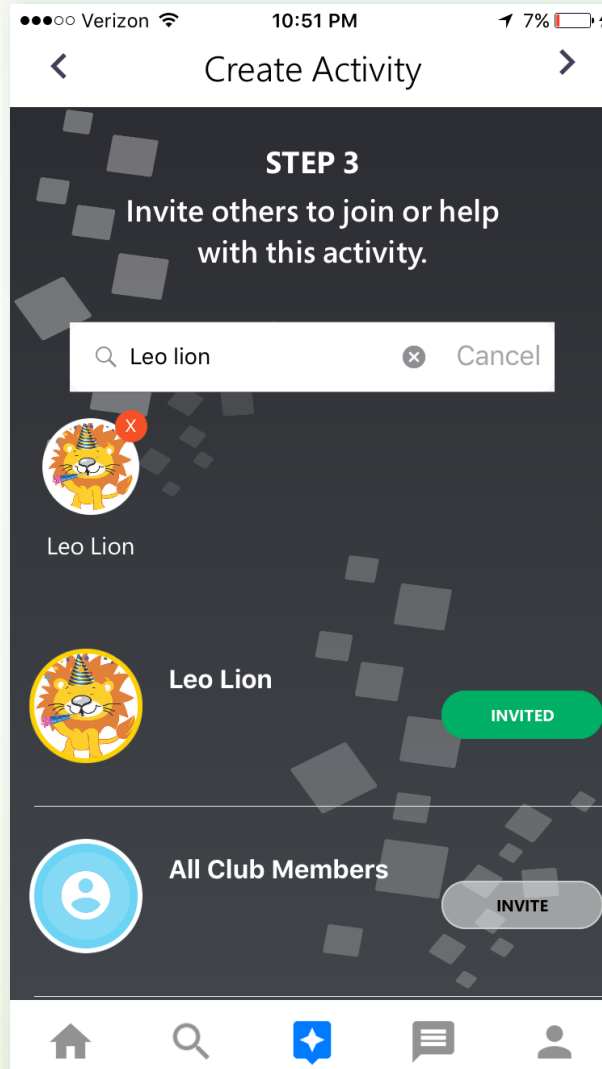 Verizon 10:51 PM 7%
Create Activity
STEP 3
Invite others to join or help
with this activity.
Leo lion Cancel
X
Leo Lion
Leo Lion
INVITED
All Club Members
INVITE